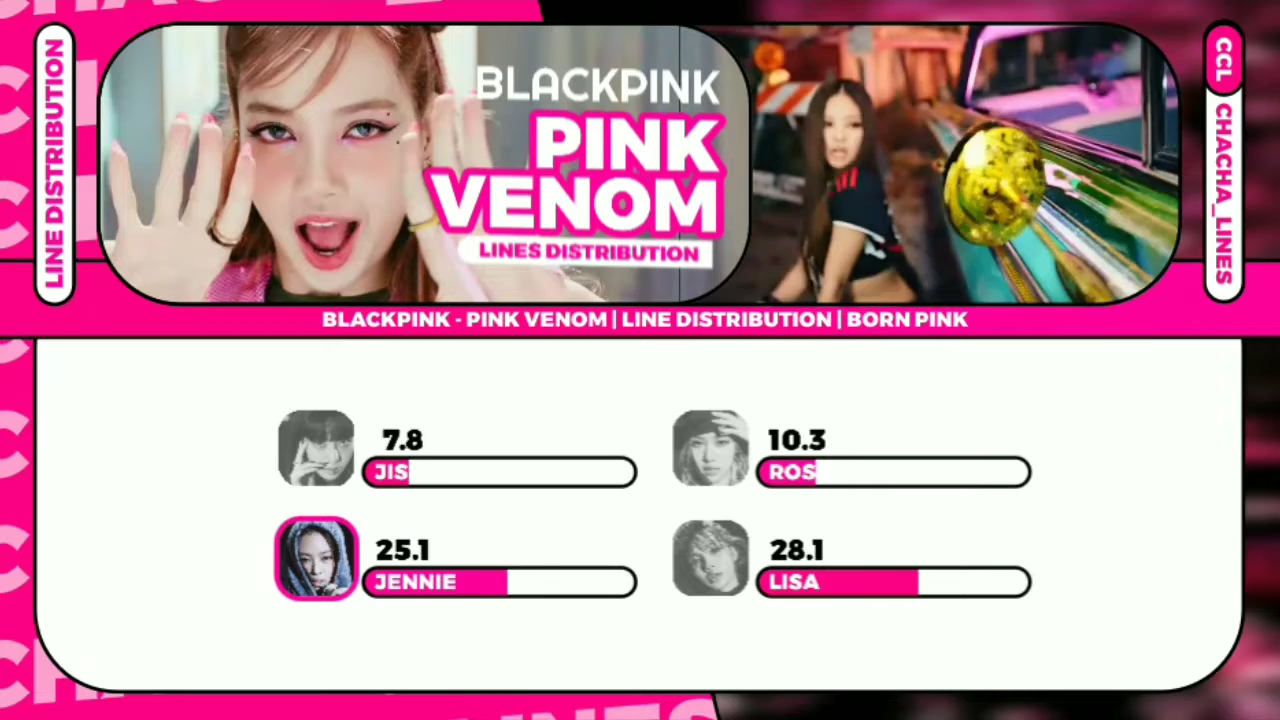 LINE DISTRIBUTION
BLACKPINK
PINK
VENOM
LINES DISTRIBUTION
CCL
CHACHA_LINES
BLACKPINK - PINK VENOM | LINE DISTRIBUTION | BORN PINK
7.8
JIS
10.3
ROS
25.1
JENNIE
28.1
LISA